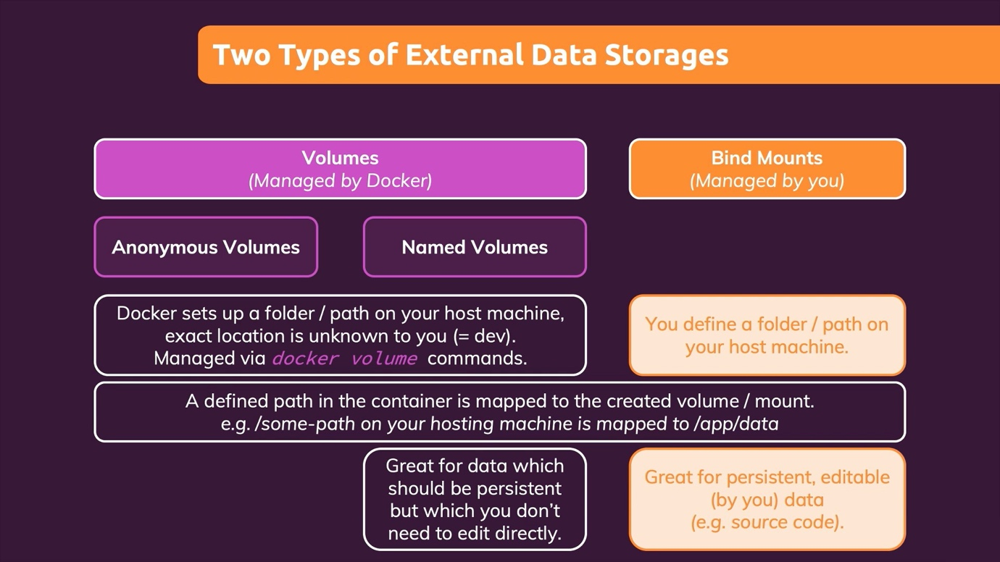 Two Types of External Data Storages
Volumes
(Managed by Docker)
Bind Mounts
(Managed by you)
Anonymous Volumes
Named Volumes
Docker sets up a folder / path on your host machine,
exact location is unknown to you (= dev).
Managed via docker volume commands.
You define a folder / path on
your host machine.
A defined path in the container is mapped to the created volume / mount.
e.g. /some-path on your hosting machine is mapped to /app/data
Great for data which
should be persistent
but which you don’t
need to edit directly.
Great for persistent, editable
(by you) data
(e.g. source code).